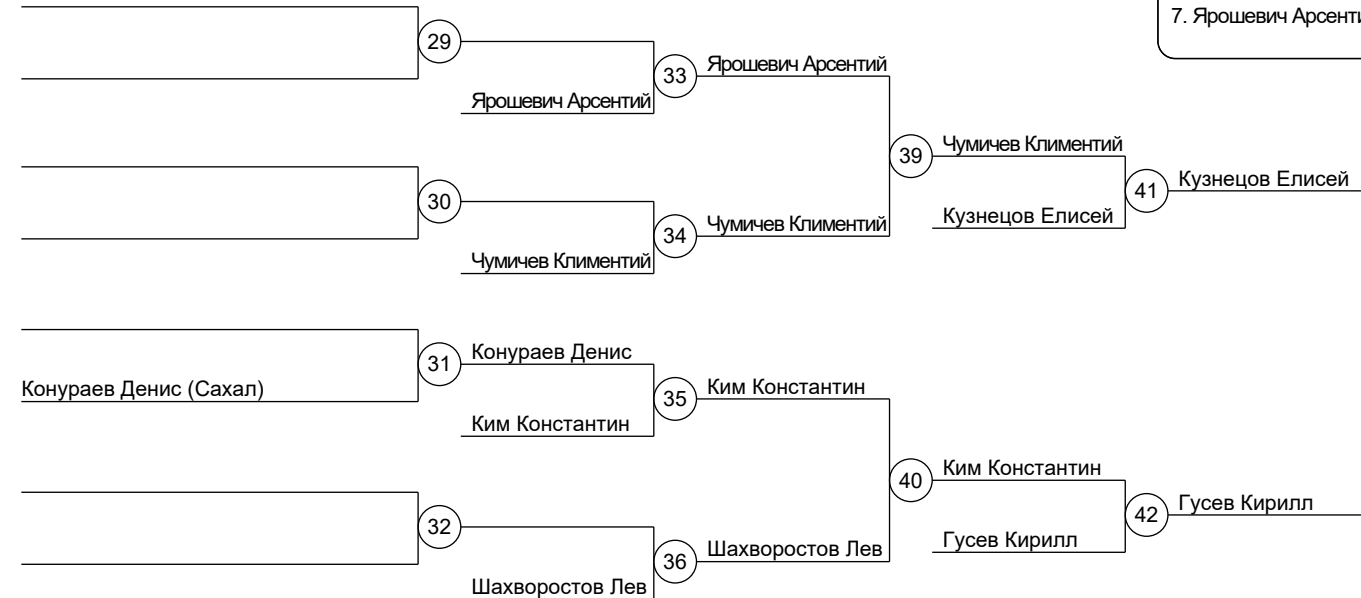 7. Ярошевич Арсенти
29
33
Ярошевич Арсентий
Ярошевич Арсентий
39
Чумичев Климентий
30
41
Кузнецов Елисей
34
Чумичев Климентий
Кузнецов Елисей
Чумичев Климентий
31
Конураев Денис
Конураев Денис (Сахал)
35
Ким Константин
Ким Константин
40
Ким Константин
32
42
Гусев Кирилл
36
Шахворостов Лев
Гусев Кирилл
Шахворостов Лев